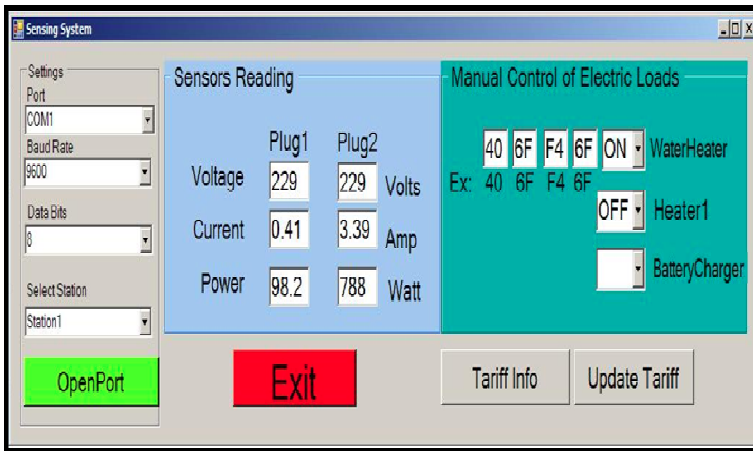 Sensing System
Settings
Port
COM1
Baud Rate
9600
Data Bits
8
Select Station
Station1
OpenPort
Sensors Reading
Plug1 Plug2
Voltage 229 229 Volts
Current 0.41 3.39 Amp
Power 98.2 788 Watt
Exit
Manual Control of Electric Loads
40 6F F4 6F ON WaterHeater
Ex: 40 6F F4 6F
OFF Heater1
BatteryCharger
Tariff Info Update Tariff